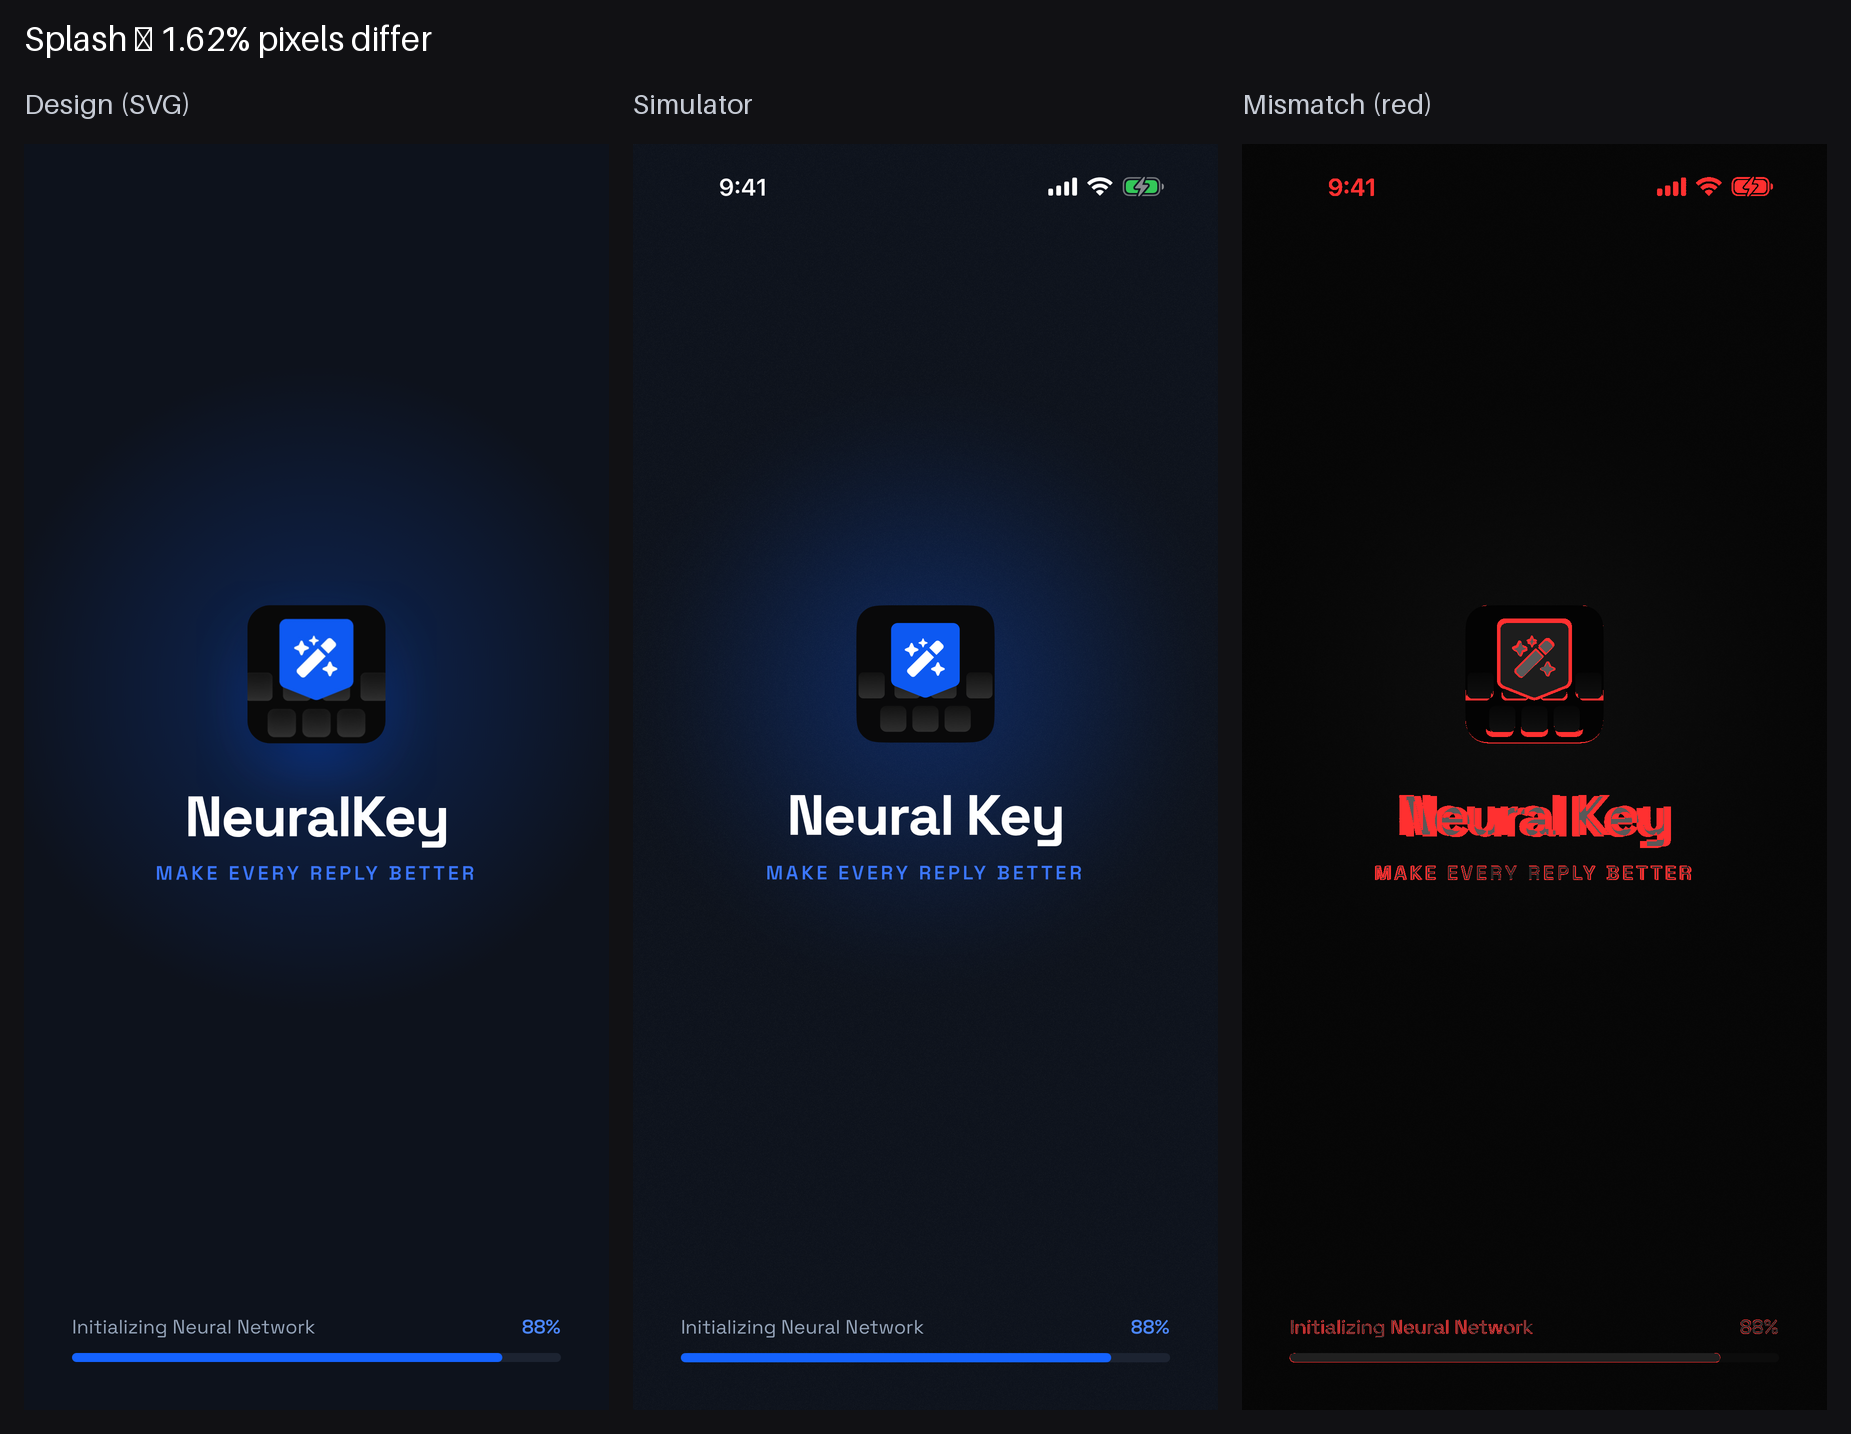 Splash 1.62% pixels differ
Design (SVG)
Simulator
Mismatch (red)
NeuralKey
MAKE EVERY REPLY BETTER
Initializing Neural Network 88%
9:41
Neural Key
MAKE EVERY REPLY BETTER
Initializing Neural Network 88%
9:41
MAKE EVERY REPLY BETTER
Initializing Neural Network 88%